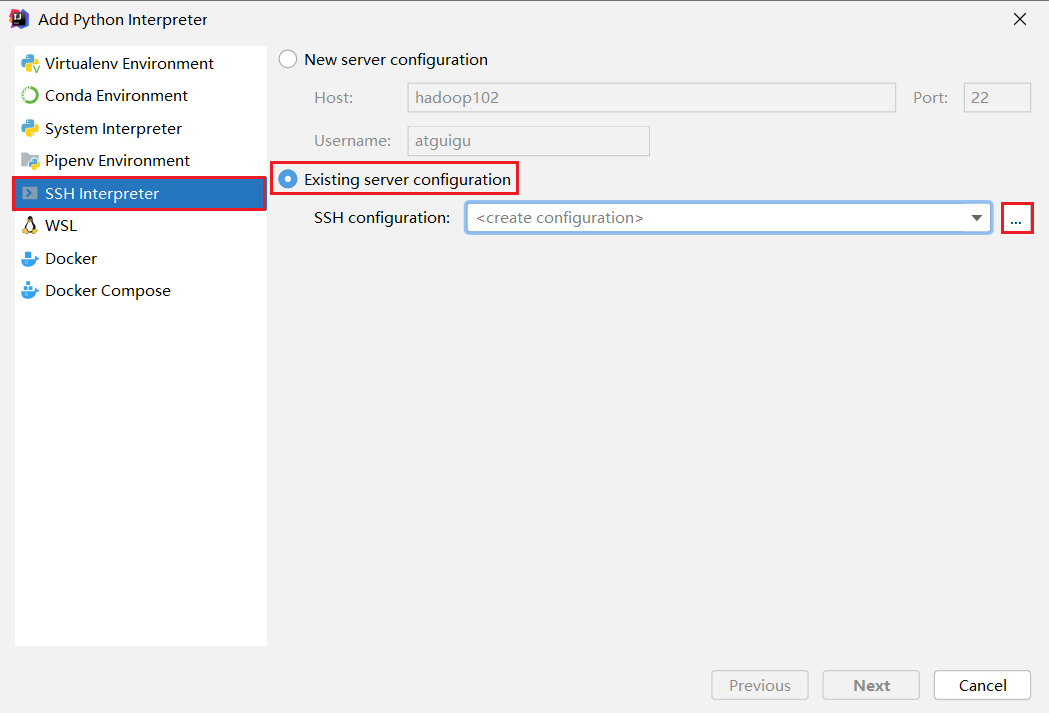 Add Python Interpreter
Virtualenv Environment
Conda Environment
System Interpreter
Pipenv Environment
SSH Interpreter
WSL
Docker
Docker Compose
New server configuration
Host: hadoop102 Port: 22
Username: atguigu
Existing server configuration
SSH configuration: <create configuration> ...
Previous Next Cancel